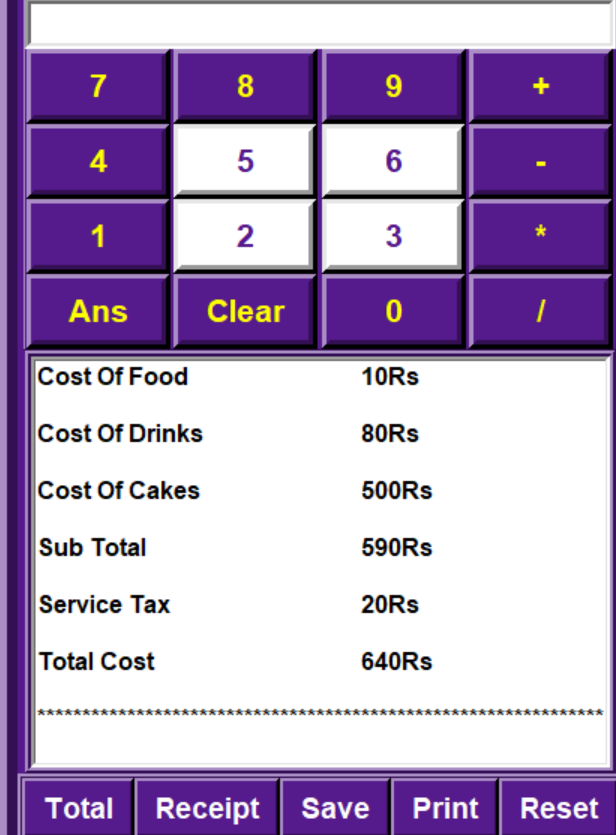 7 8 9 +
4 5 6 -
1 2 3 *
Ans Clear 0 /
Cost Of Food 10Rs
Cost Of Drinks 80Rs
Cost Of Cakes 500Rs
Sub Total 590Rs
Service Tax 20Rs
Total Cost 640Rs
***************************************************************
Total Receipt Save Print Reset